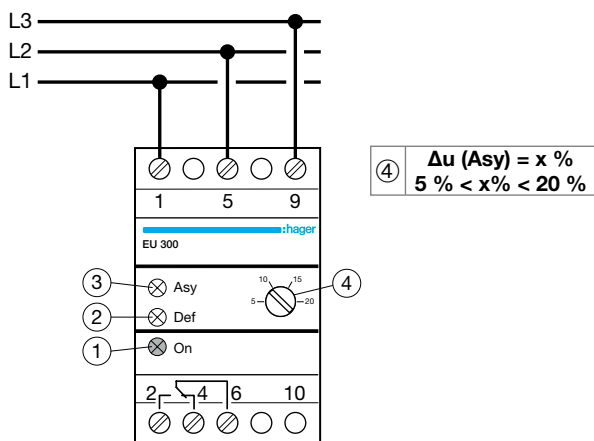 L3
L2
L1
1 5 9
:hager
EU 300
④ Δu (Asy) = x %
5 % < x% < 20 %
③ Asy
② Def
① On
10 15
5 20
④
2 4 6 10